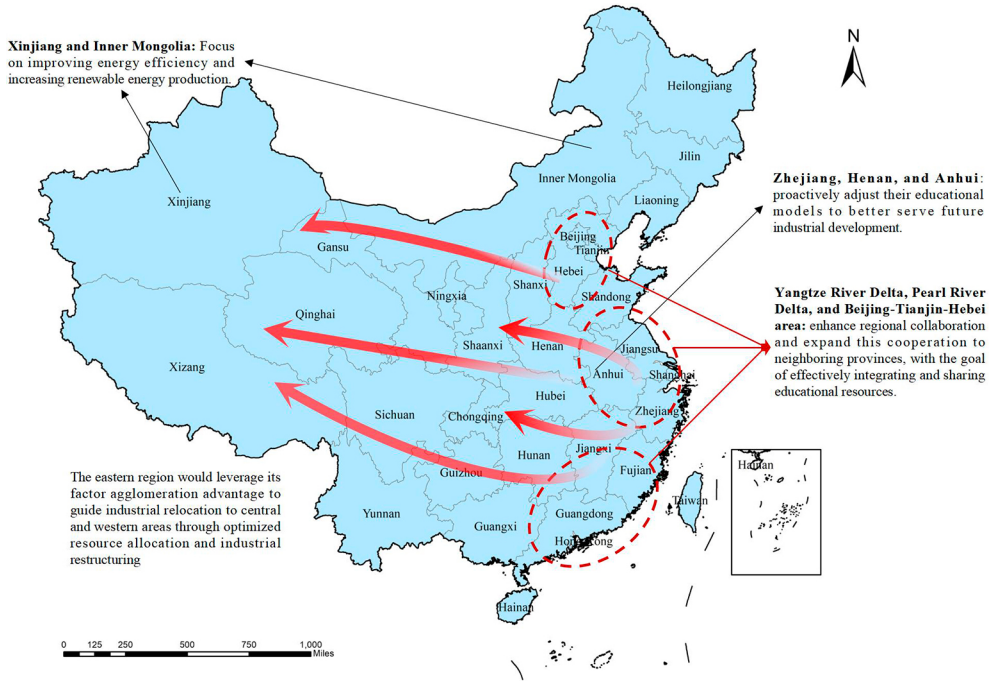 Xinjiang and Inner Mongolia: Focus
on improving energy efficiency and
increasing renewable energy production.
N
Heilongjiang
Jilin
Inner Mongolia
Liaoning
Xinjiang
Zhejiang, Henan, and Anhui:
proactively adjust their educational
models to better serve future
industrial development.
Beijing
Tianjin
Gansu
Hebei
Shanxi
Shandong
Ningxia
Qinghai
Yangtze River Delta, Pearl River
Delta, and Beijing-Tianjin-Hebei
area: enhance regional collaboration
and expand this cooperation to
neighboring provinces, with the goal
of effectively integrating and sharing
educational resources.
Shaanxi
Henan
Jiangsu
Xizang
Anhui
Shanghai
Hubei
Sichuan
Chongqing
Zhejiang
Hunan
Jiangxi
Guizhou
Fujian
Hainan
The eastern region would leverage its
factor agglomeration advantage to
guide industrial relocation to central
and western areas through optimized
resource allocation and industrial
restructuring
Taiwan
Yunnan
Guangxi
Guangdong
Hong Kong
Hainan
0 125 250 500 750 1,000
Miles